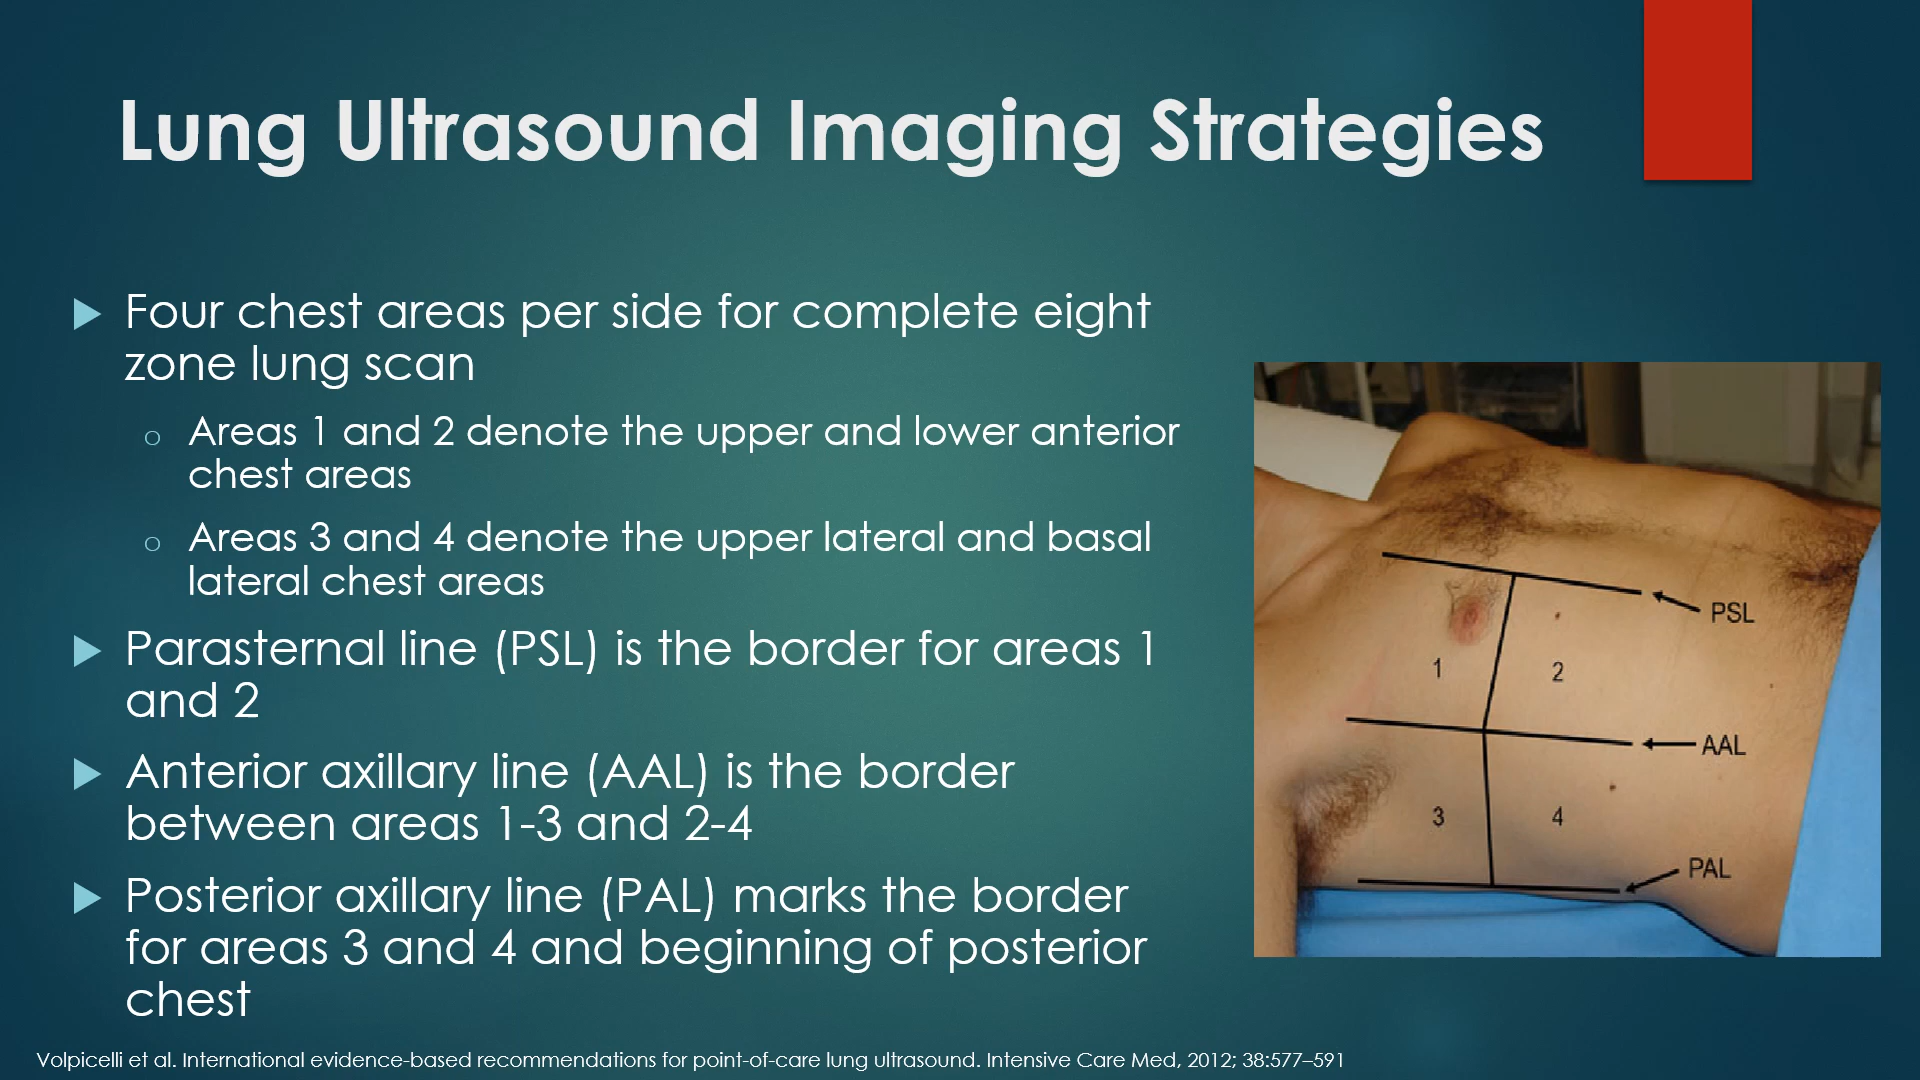 Lung Ultrasound Imaging Strategies
Four chest areas per side for complete eight
zone lung scan
Areas 1 and 2 denote the upper and lower anterior
chest areas
Areas 3 and 4 denote the upper lateral and basal
lateral chest areas
Parasternal line (PSL) is the border for areas 1
and 2
Anterior axillary line (AAL) is the border
between areas 1-3 and 2-4
Posterior axillary line (PAL) marks the border
for areas 3 and 4 and beginning of posterior
chest
PSL
1 2
AAL
3 4
PAL
Volpicelli et al. International evidence-based recommendations for point-of-care lung ultrasound. Intensive Care Med, 2012; 38:577–591